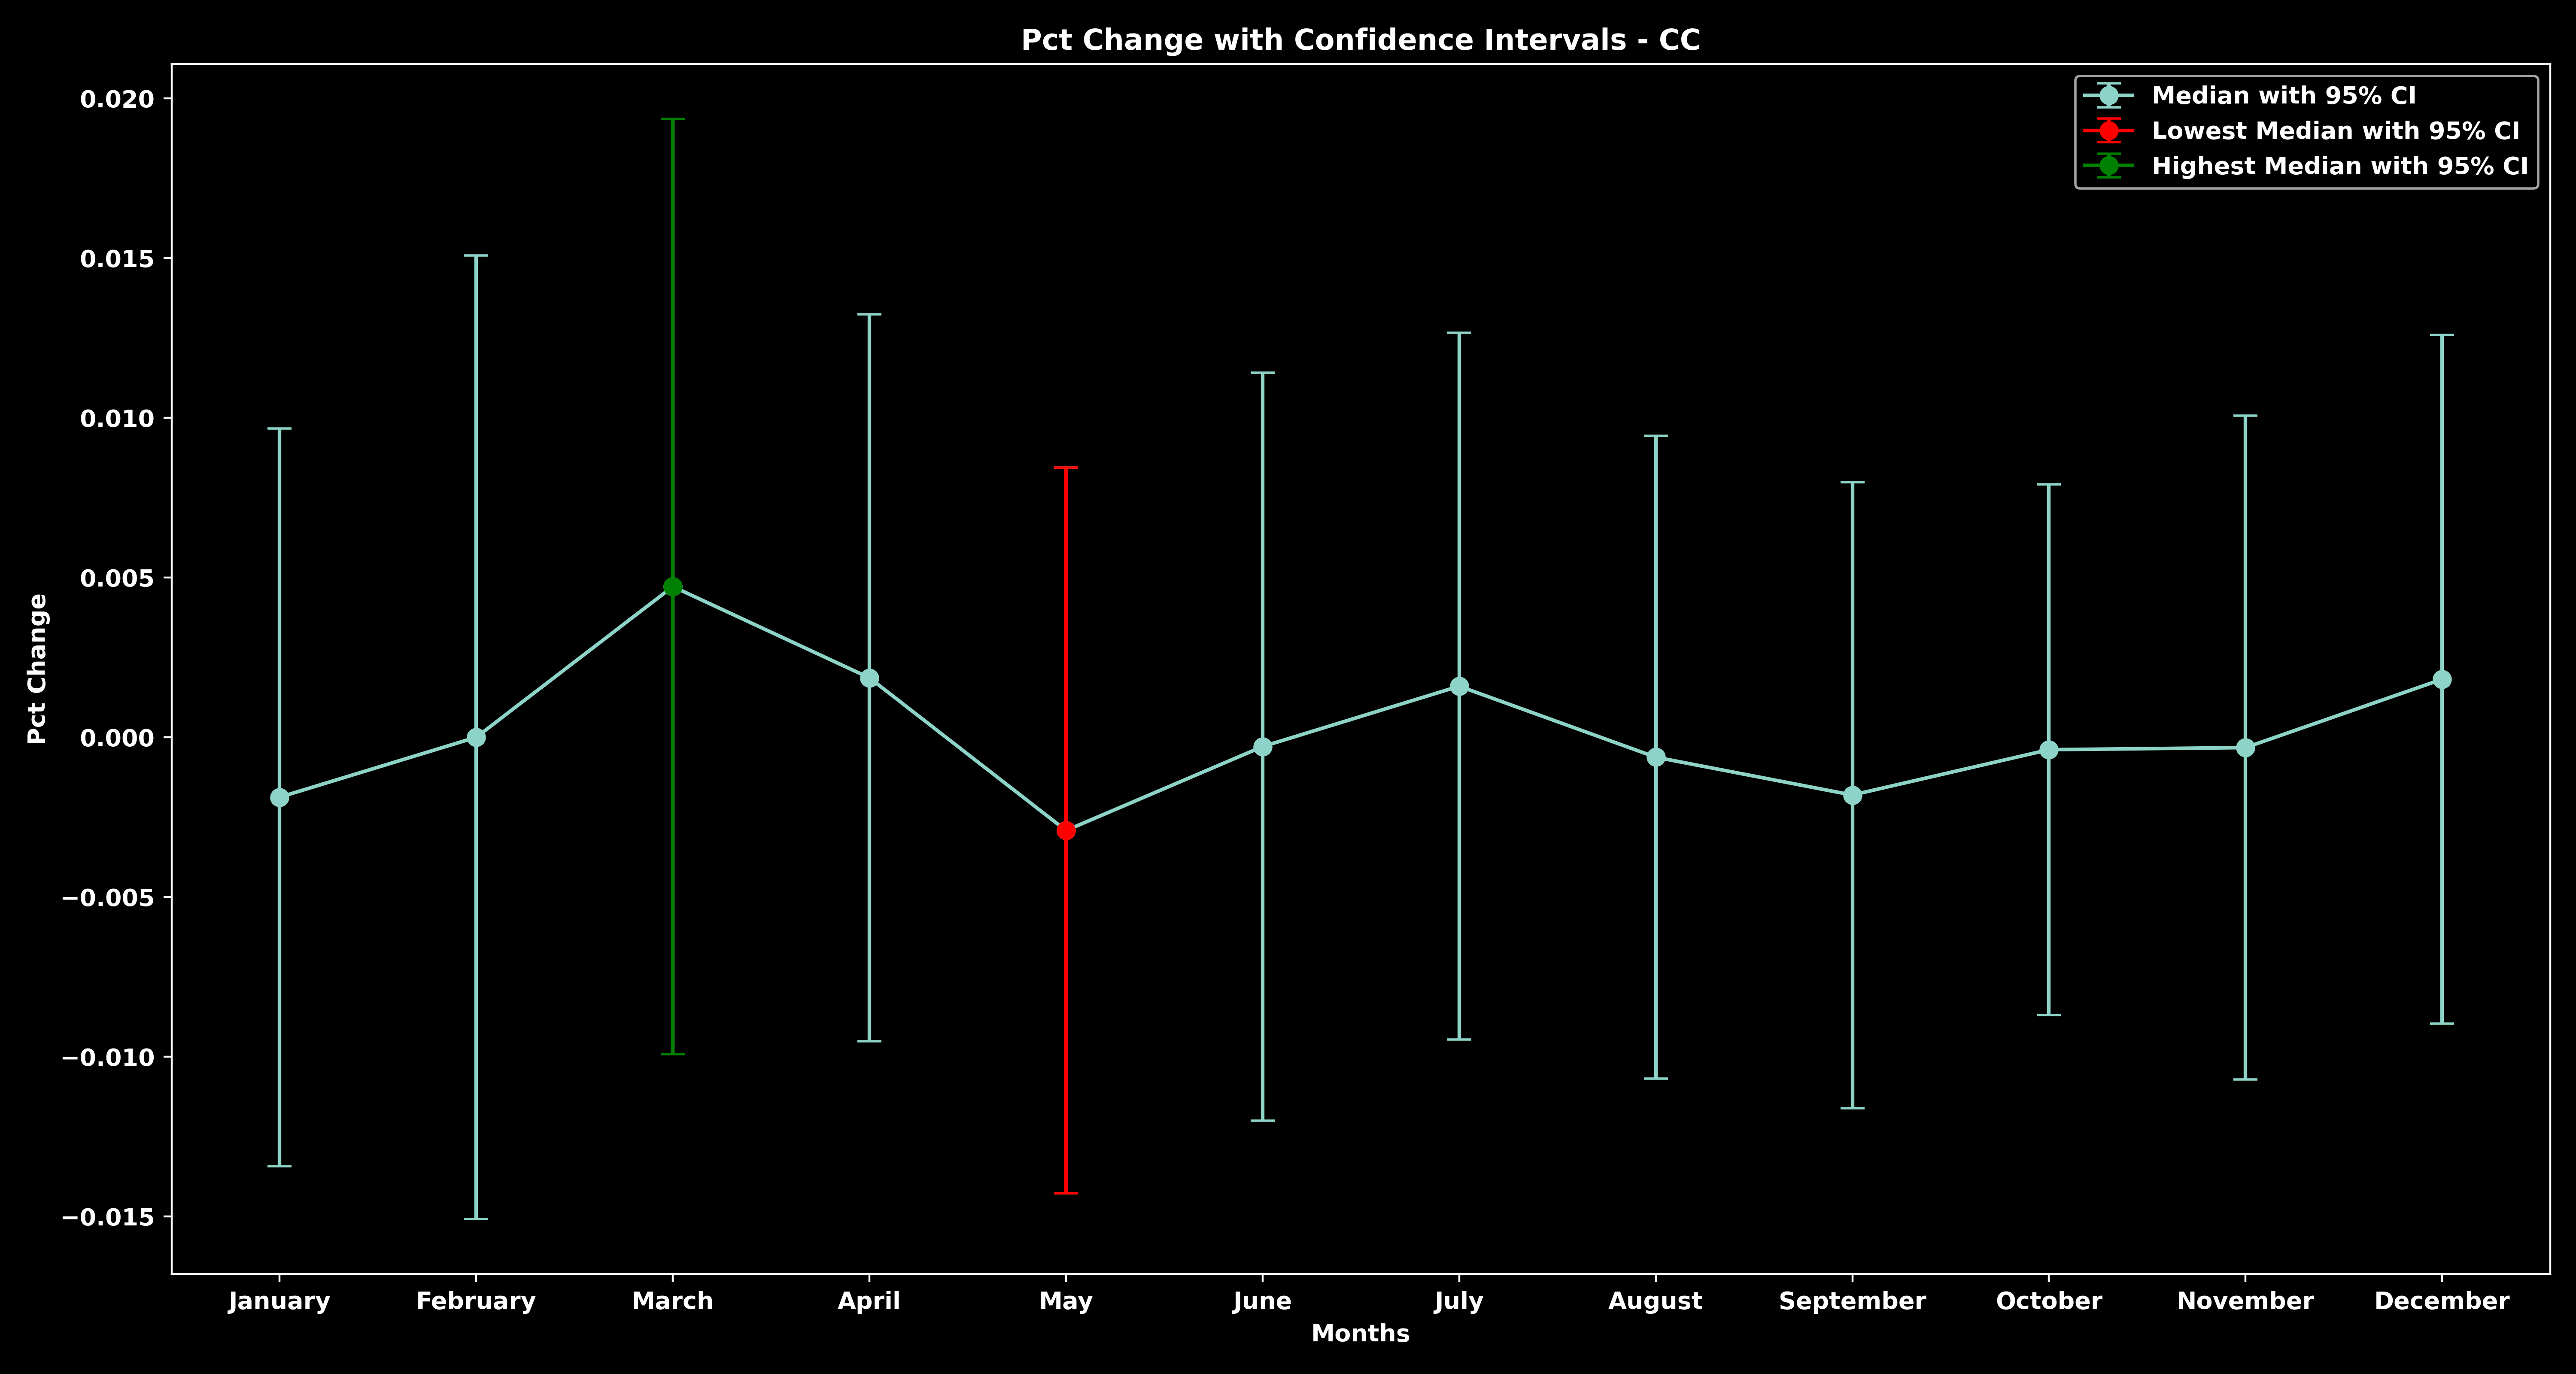 Pct Change with Confidence Intervals - CC
Median with 95% CI
Lowest Median with 95% CI
Highest Median with 95% CI
0.020
0.015
0.010
0.005
0.000
−0.005
−0.010
−0.015
Pct Change
January February March April May June July August September October November December
Months